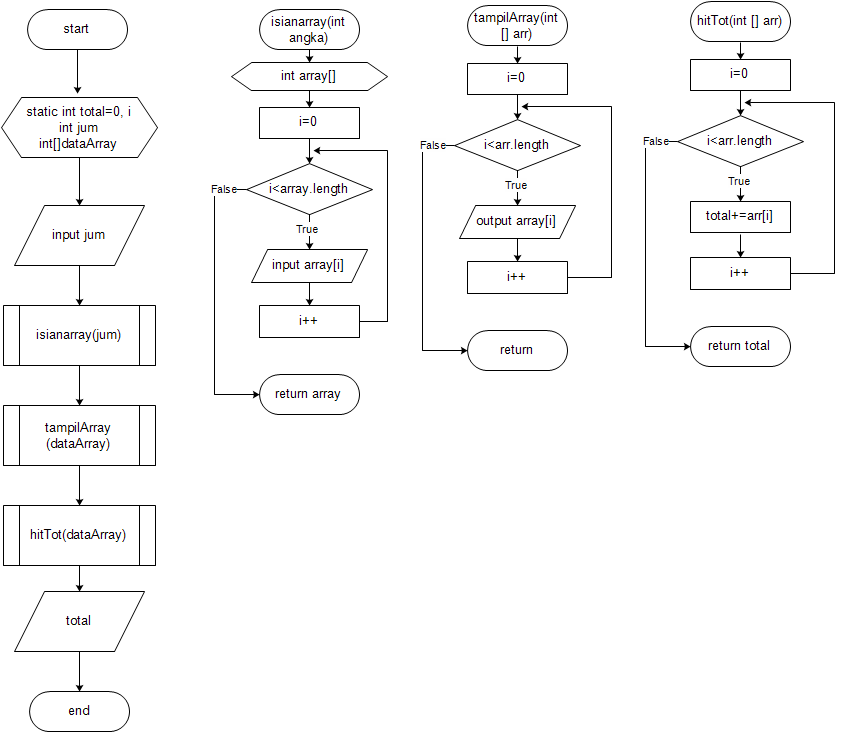 start
static int total=0, i
int jum
int[]dataArray
input jum
isianarray(jum)
tampilArray
(dataArray)
hitTot(dataArray)
total
end
isianarray(int
angka)
int array[]
i=0
i<array.length
False
True
input array[i]
i++
return array
tampilArray(int
[] arr)
i=0
i<arr.length
False
True
output array[i]
i++
return
hitTot(int [] arr)
i=0
i<arr.length
False
True
total+=arr[i]
i++
return total